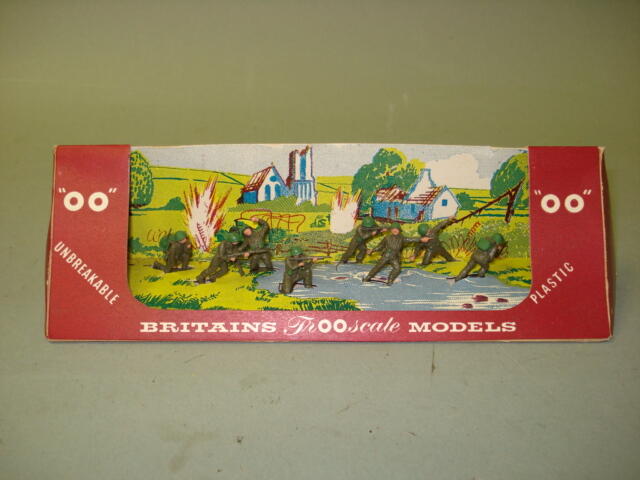 "OO"
UNBREAKABLE
"OO"
PLASTIC
BRITAINS TrOOscale MODELS